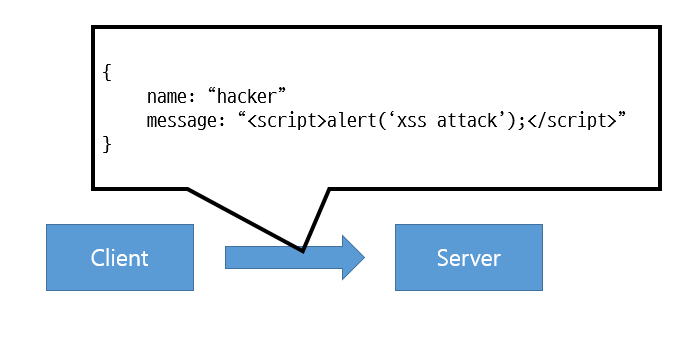 {
name: “hacker”
message: “<script>alert(‘xss attack’);</script>”
}
Client
Server